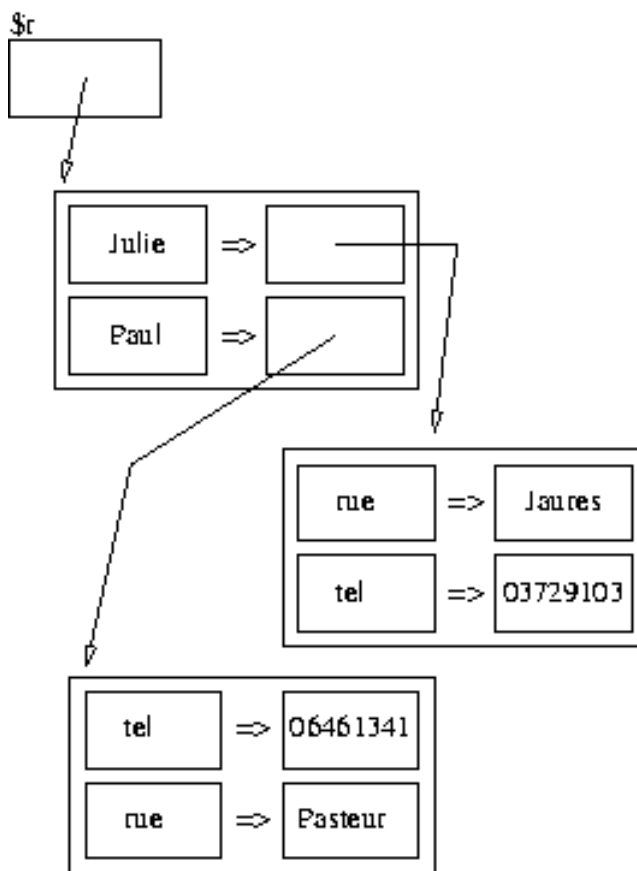 $r
Julie => 
Paul =>
rue => Jaures
tel => 03729103
tel => 06461341
rue => Pasteur